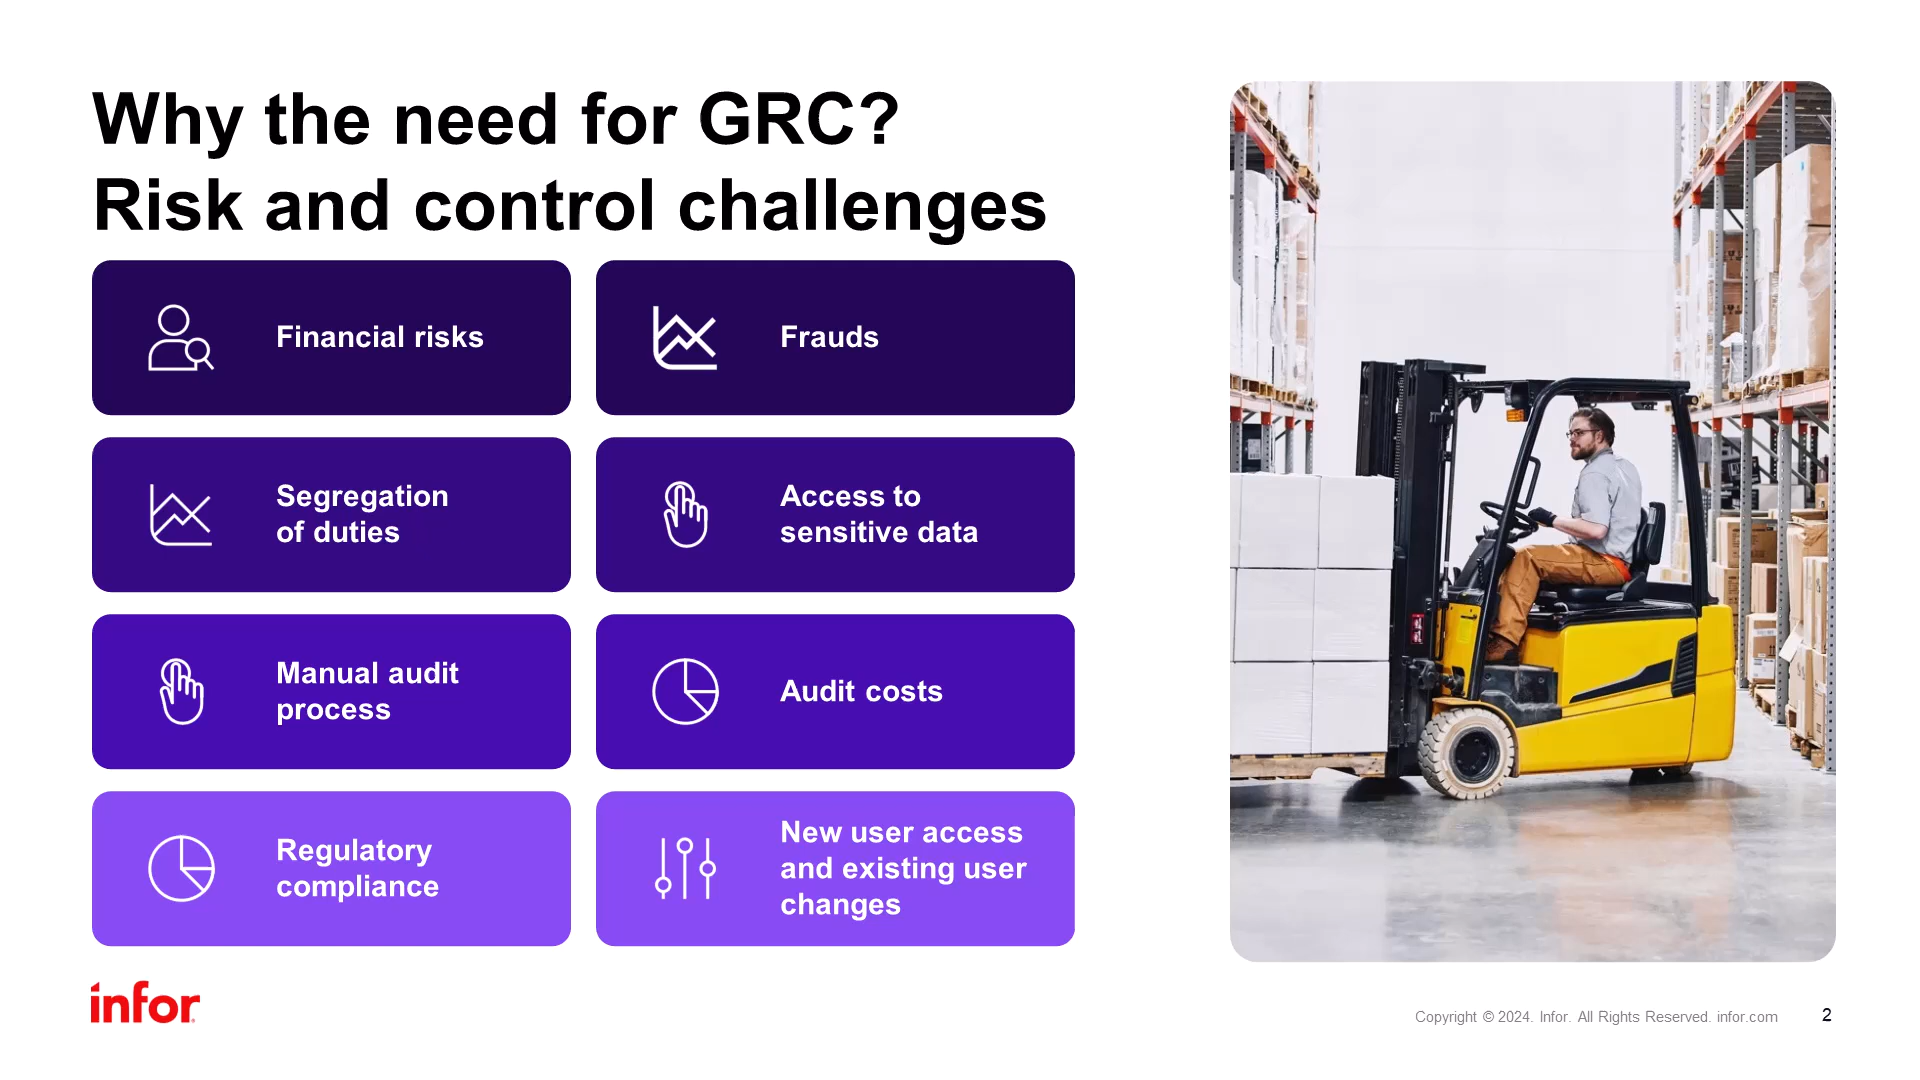 Why the need for GRC?
Risk and control challenges
Financial risks
Frauds
Segregation
of duties
Access to
sensitive data
Manual audit
process
Audit costs
Regulatory
compliance
New user access
and existing user
changes
infor
Copyright © 2024. Infor. All Rights Reserved. infor.com
2